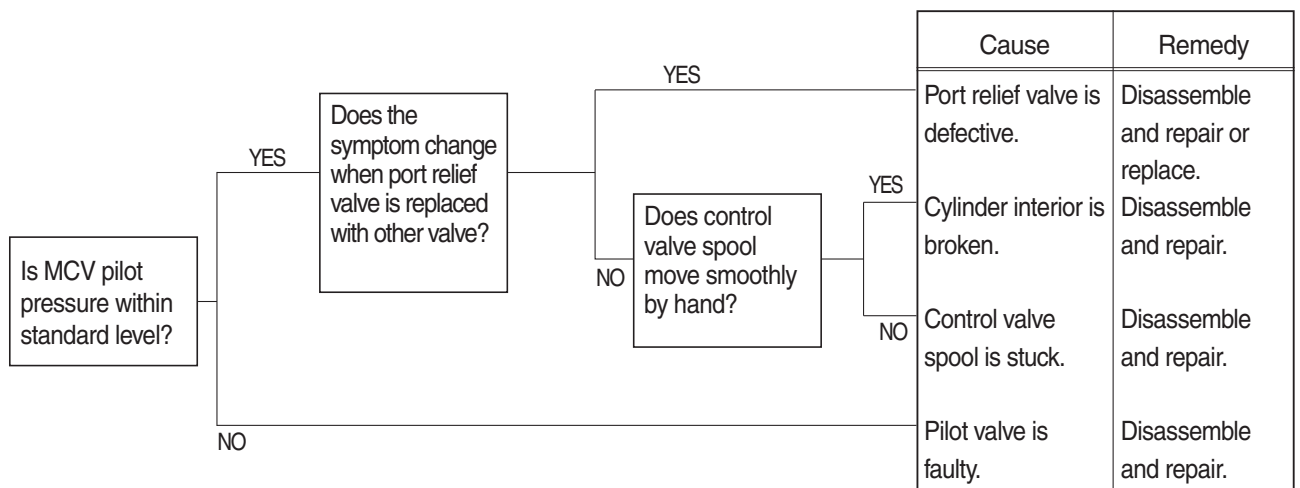 Is MCV pilot
pressure within
standard level?
YES
NO
Does the
symptom change
when port relief
valve is replaced
with other valve?
YES
NO
Does control
valve spool
move smoothly
by hand?
YES
NO
Cause
Remedy
Port relief valve is
defective.
Disassemble
and repair or
replace.
Cylinder interior is
broken.
Disassemble
and repair.
Control valve
spool is stuck.
Disassemble
and repair.
Pilot valve is
faulty.
Disassemble
and repair.